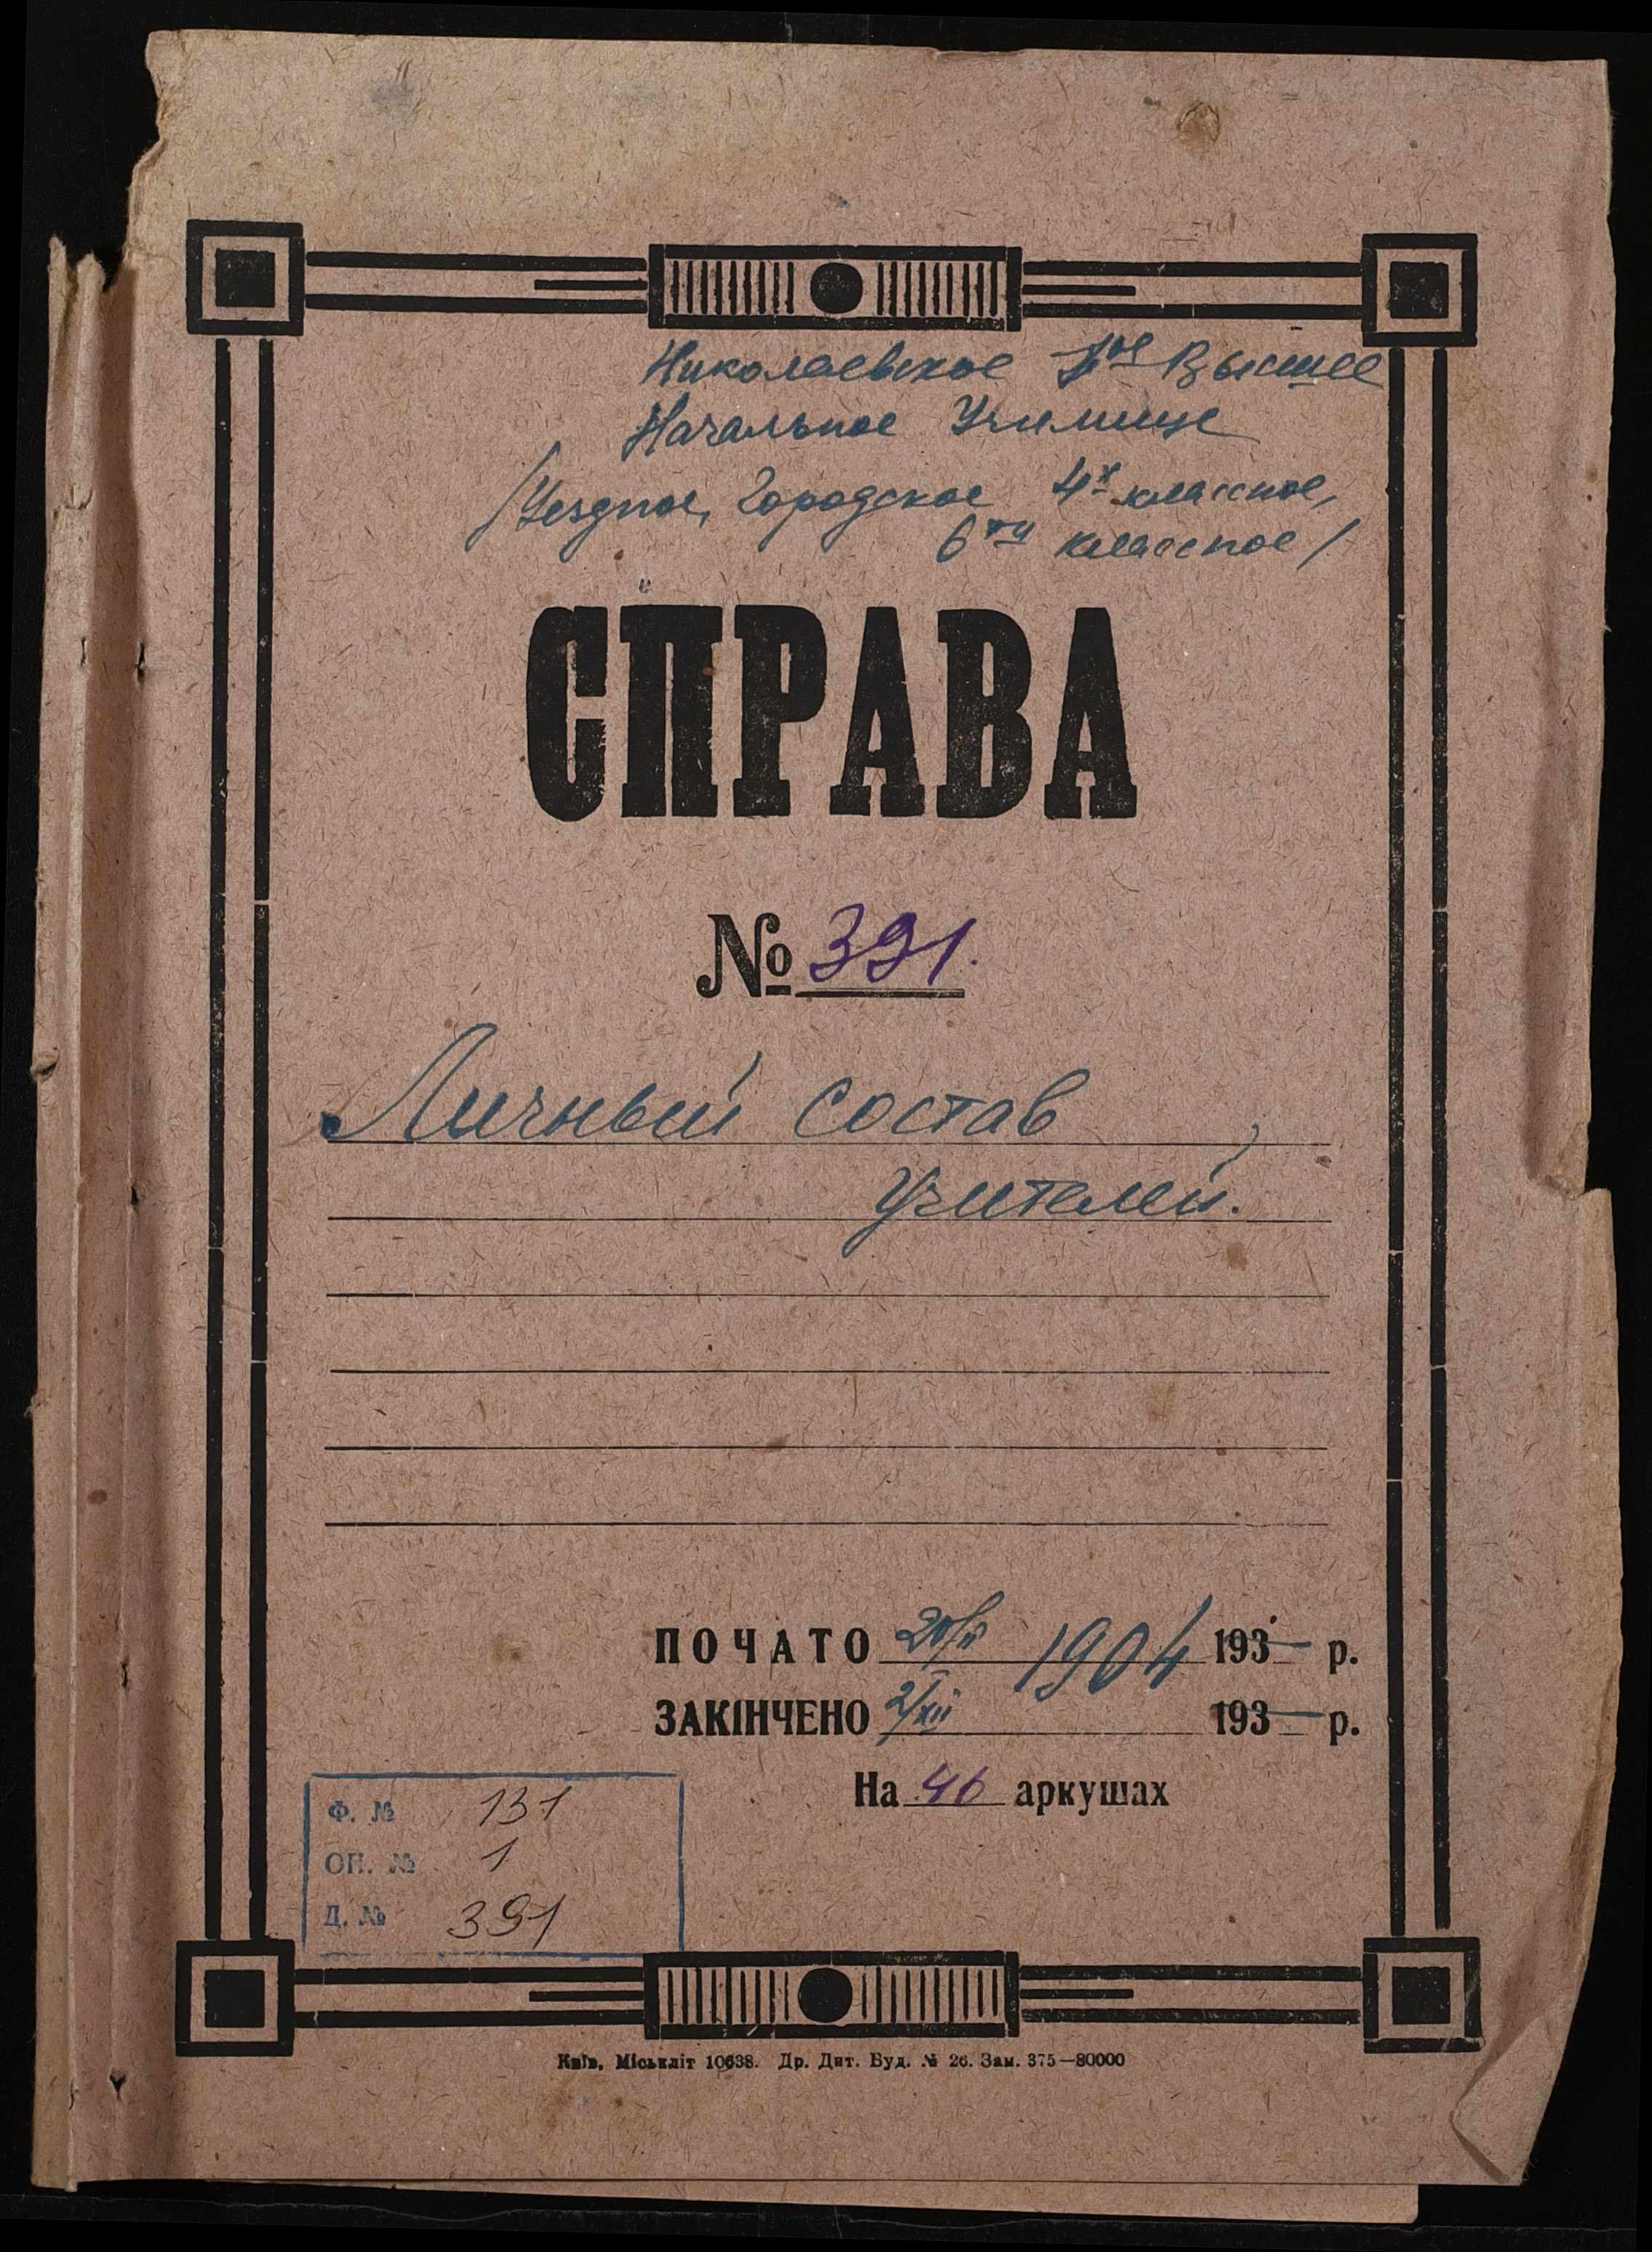 Николаевское 1ое Высшее
Начальное Училище
/Уездное, Городское 4х классное,
6ти классное/
СПРАВА
№ 391.
Личный состав
учителей.
ПОЧАТО 1904 193 р.
ЗАКІНЧЕНО 2/XII 193 р.
На 46 аркушах
Ф. № 131
ОП. № 1
Д. № 391
Київ, Міськліт 10638. Др. Дит. Буд. № 26. Зам. 375—80000